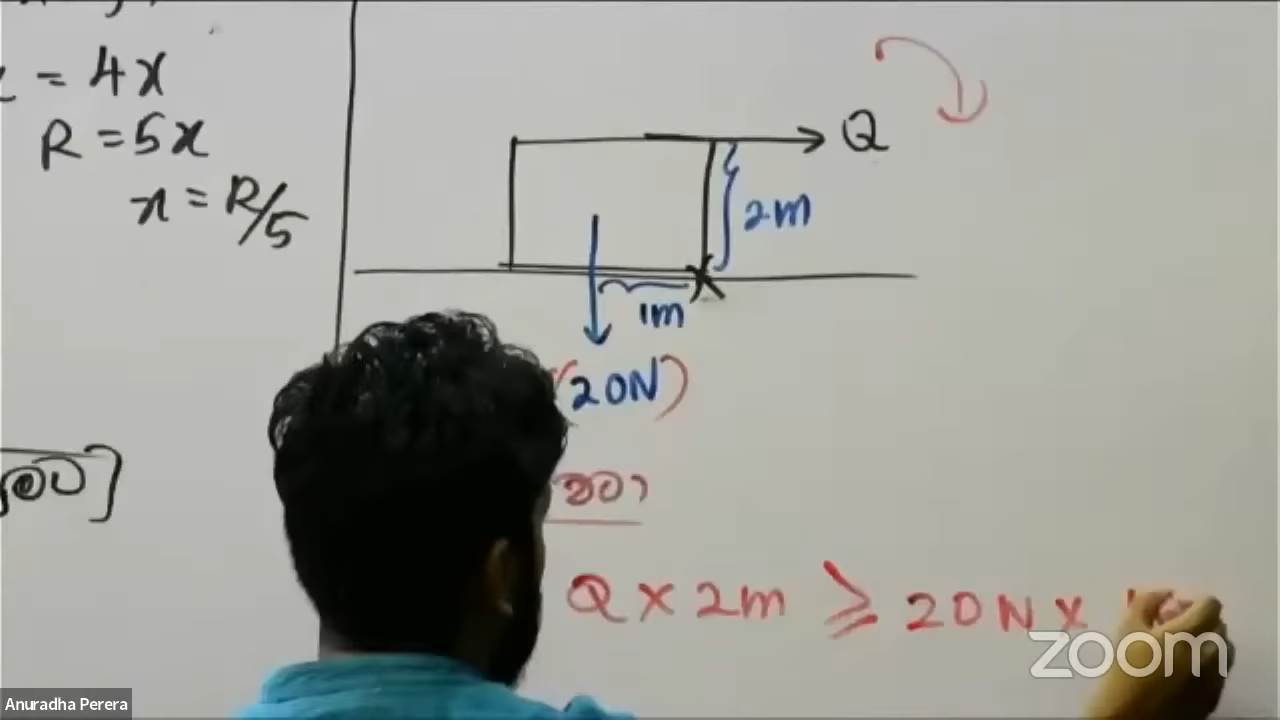 = 4x
R = 5x
x = R/5
Q
2m
1m
(20N)
Q × 2m ≥ 20N ×
zoom
Anuradha Perera